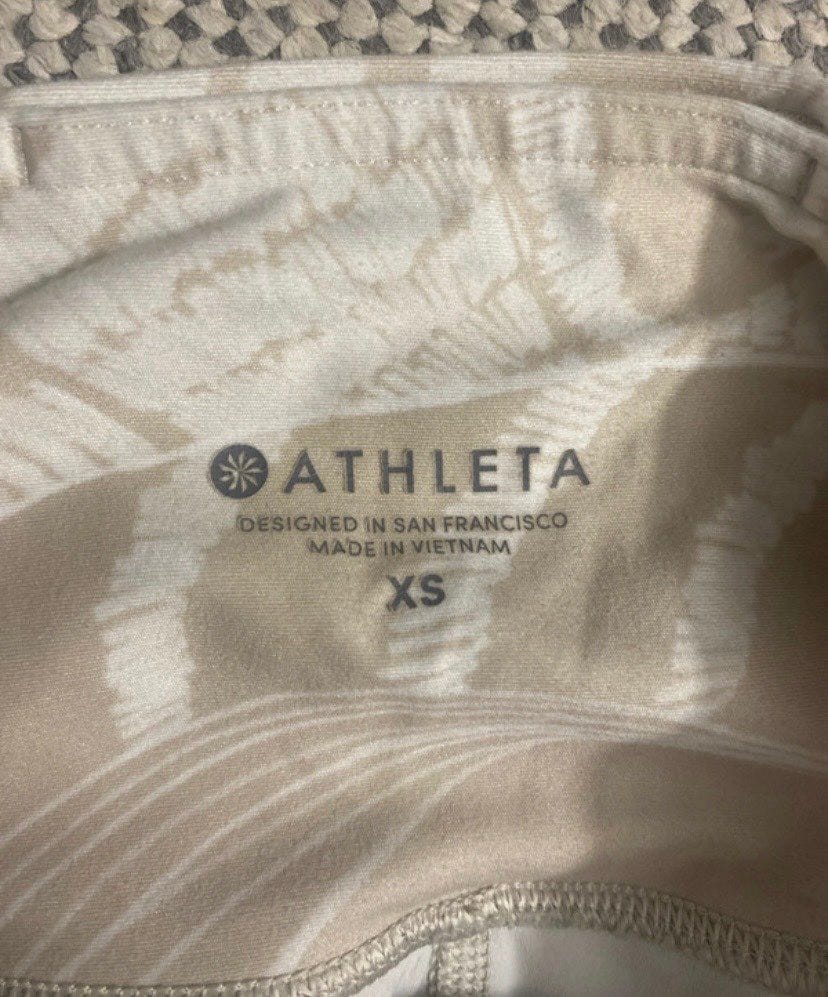 ATHLETA
DESIGNED IN SAN FRANCISCO
MADE IN VIETNAM
XS